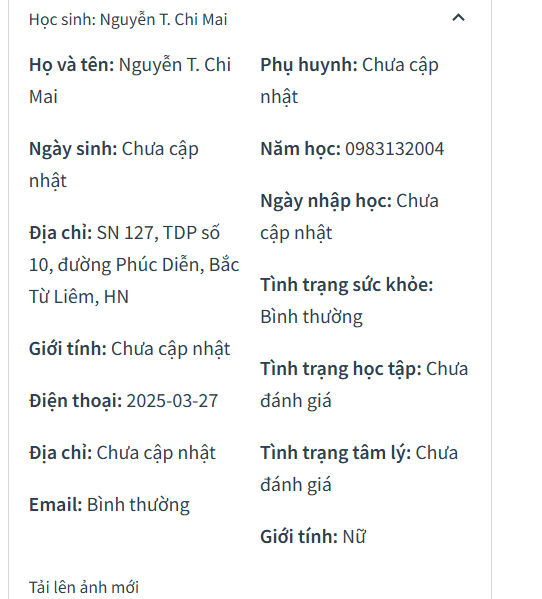 Học sinh: Nguyễn T. Chi Mai
Họ và tên: Nguyễn T. Chi
Mai
Ngày sinh: Chưa cập
nhật
Địa chỉ: SN 127, TDP số
10, đường Phúc Diễn, Bắc
Từ Liêm, HN
Giới tính: Chưa cập nhật
Điện thoại: 2025-03-27
Địa chỉ: Chưa cập nhật
Email: Bình thường
Phụ huynh: Chưa cập
nhật
Năm học: 0983132004
Ngày nhập học: Chưa
cập nhật
Tình trạng sức khỏe:
Bình thường
Tình trạng học tập: Chưa
đánh giá
Tình trạng tâm lý: Chưa
đánh giá
Giới tính: Nữ
Tải lên ảnh mới